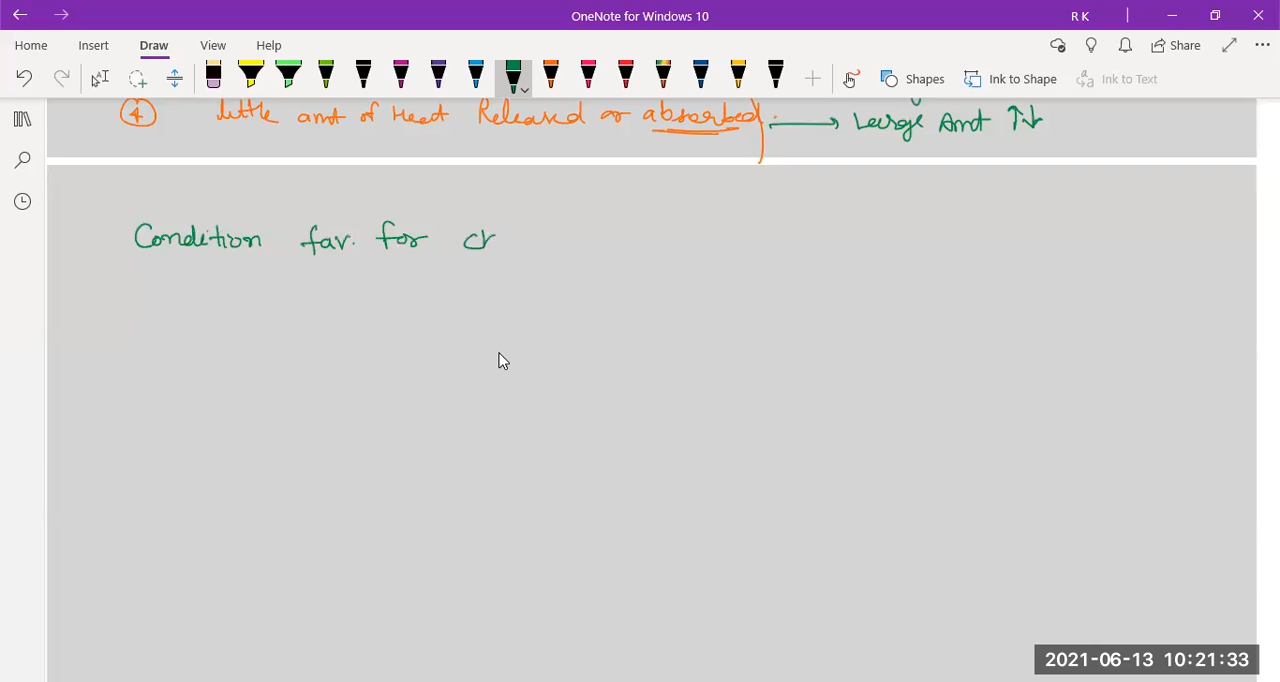 OneNote for Windows 10
R K
Home Insert Draw View Help
Share
Shapes
Ink to Shape
Ink to Text
4 little amt of Heat Released or absorbed. Large Amt ↑↓
Condition fav. for ch
2021-06-13 10:21:33